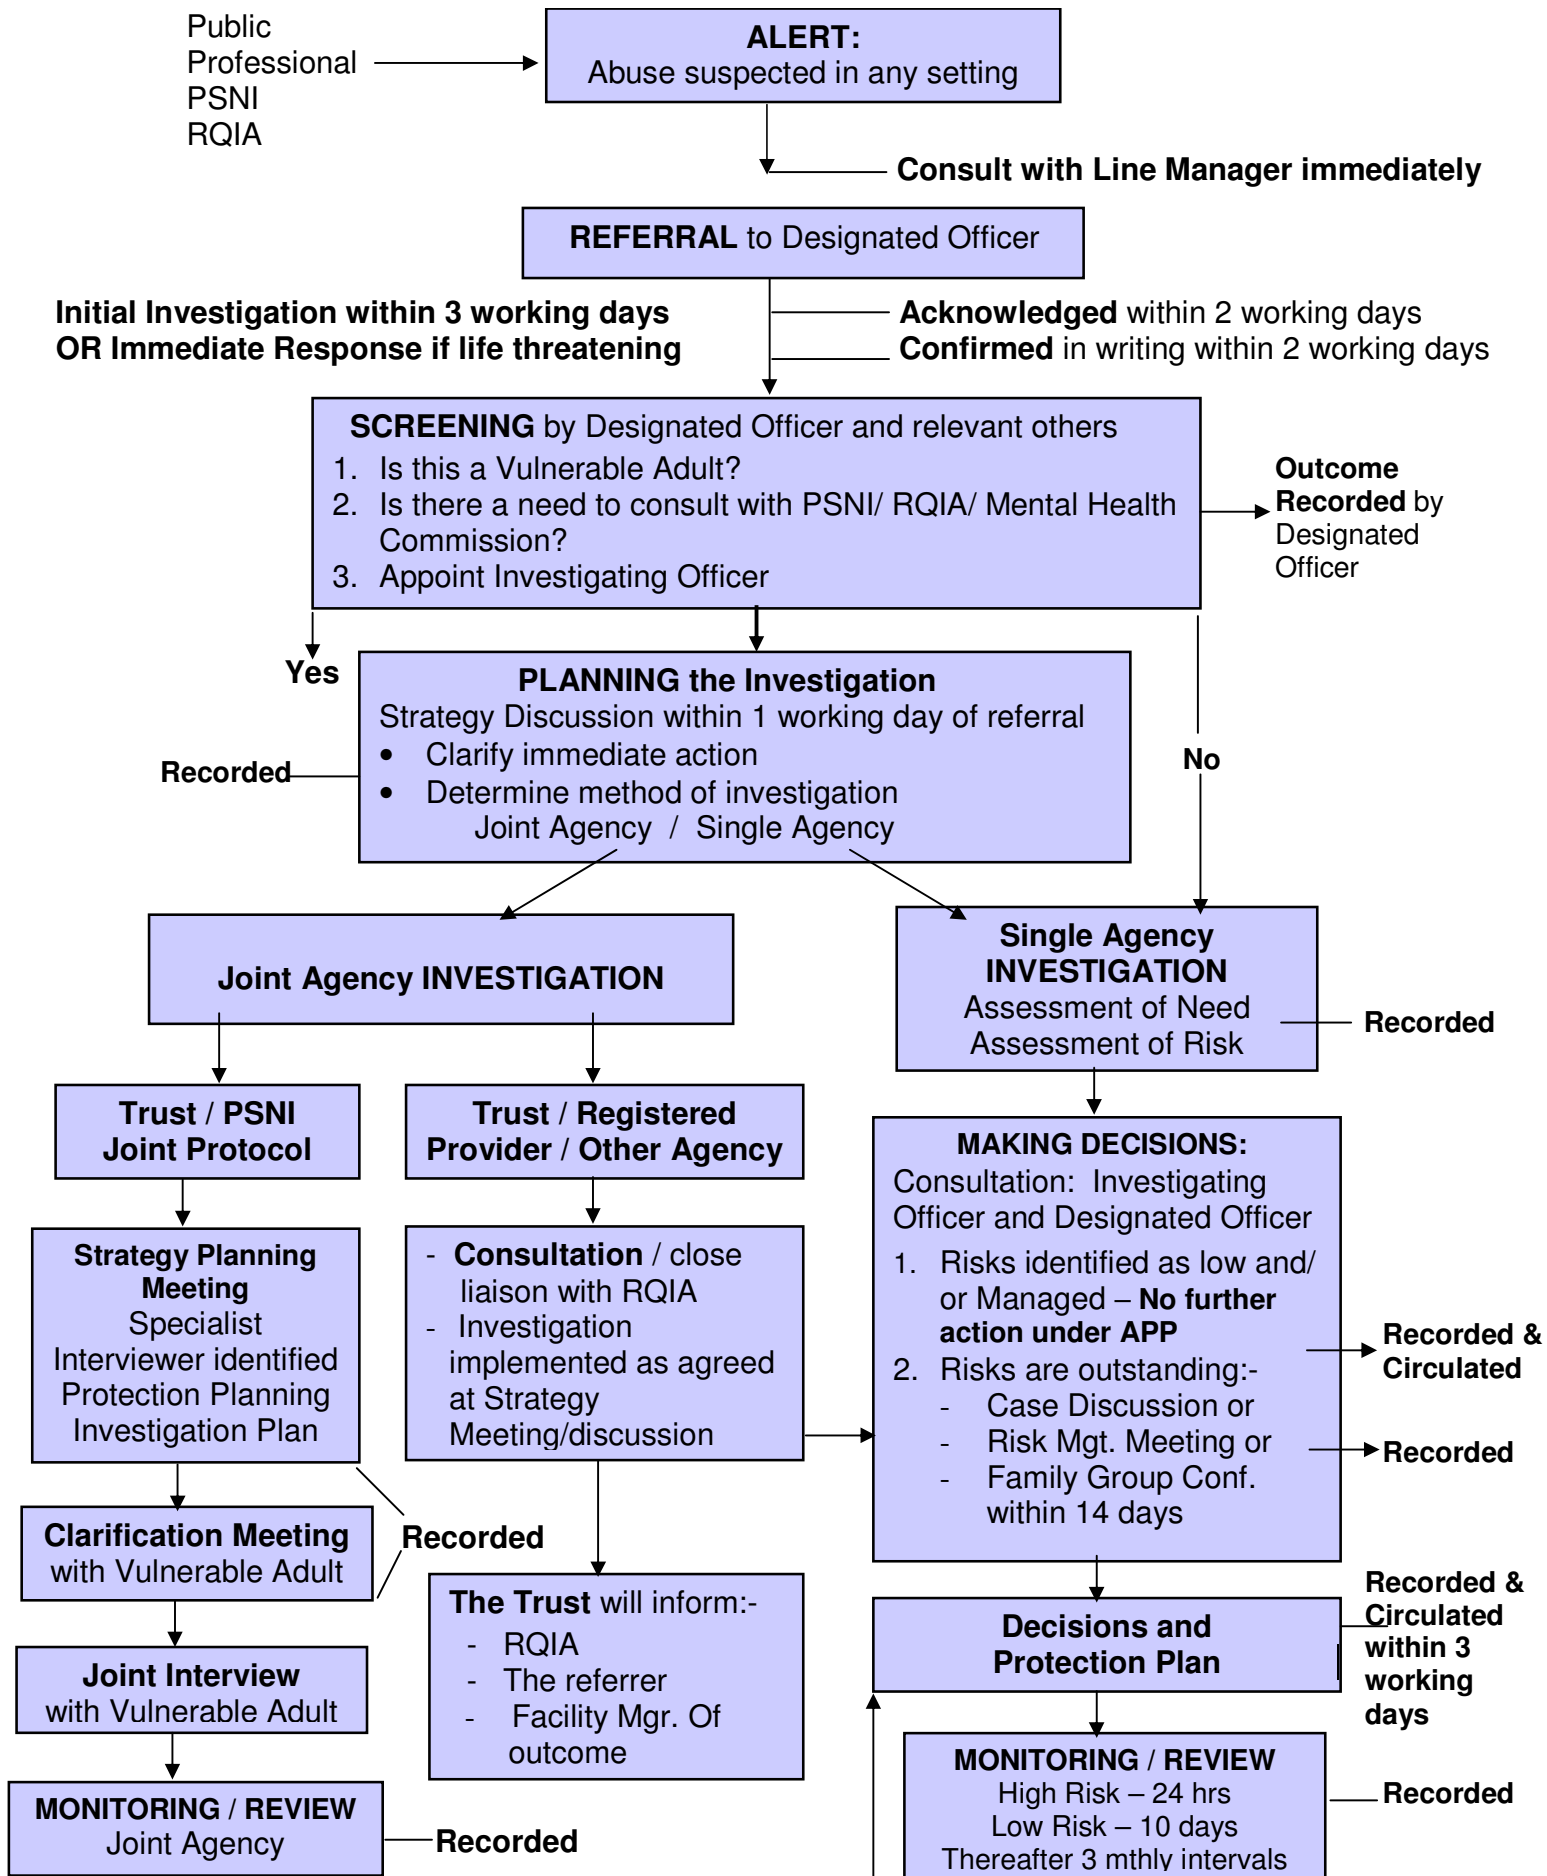 Public
Professional
PSNI
RQIA
ALERT:
Abuse suspected in any setting
Consult with Line Manager immediately
REFERRAL to Designated Officer
Initial Investigation within 3 working days
OR Immediate Response if life threatening
Acknowledged within 2 working days
Confirmed in writing within 2 working days
SCREENING by Designated Officer and relevant others
1. Is this a Vulnerable Adult?
2. Is there a need to consult with PSNI/ RQIA/ Mental Health
Commission?
3. Appoint Investigating Officer
Outcome
Recorded by
Designated
Officer
Yes
PLANNING the Investigation
Strategy Discussion within 1 working day of referral
• Clarify immediate action
• Determine method of investigation
Joint Agency / Single Agency
Recorded
No
Joint Agency INVESTIGATION
Single Agency
INVESTIGATION
Assessment of Need
Assessment of Risk
Recorded
Trust / PSNI
Joint Protocol
Trust / Registered
Provider / Other Agency
Strategy Planning
Meeting
Specialist
Interviewer identified
Protection Planning
Investigation Plan
- Consultation / close
liaison with RQIA
- Investigation
implemented as agreed
at Strategy
Meeting/discussion
MAKING DECISIONS:
Consultation: Investigating
Officer and Designated Officer
1. Risks identified as low and/
or Managed – No further
action under APP
2. Risks are outstanding:-
- Case Discussion or
- Risk Mgt. Meeting or
- Family Group Conf.
within 14 days
Recorded &
Circulated
Recorded
Clarification Meeting
with Vulnerable Adult
Recorded
Joint Interview
with Vulnerable Adult
MONITORING / REVIEW
Joint Agency
Recorded
The Trust will inform:-
- RQIA
- The referrer
- Facility Mgr. Of
outcome
Decisions and
Protection Plan
Recorded &
Circulated
within 3
working
days
MONITORING / REVIEW
High Risk – 24 hrs
Low Risk – 10 days
Thereafter 3 mthly intervals
Recorded